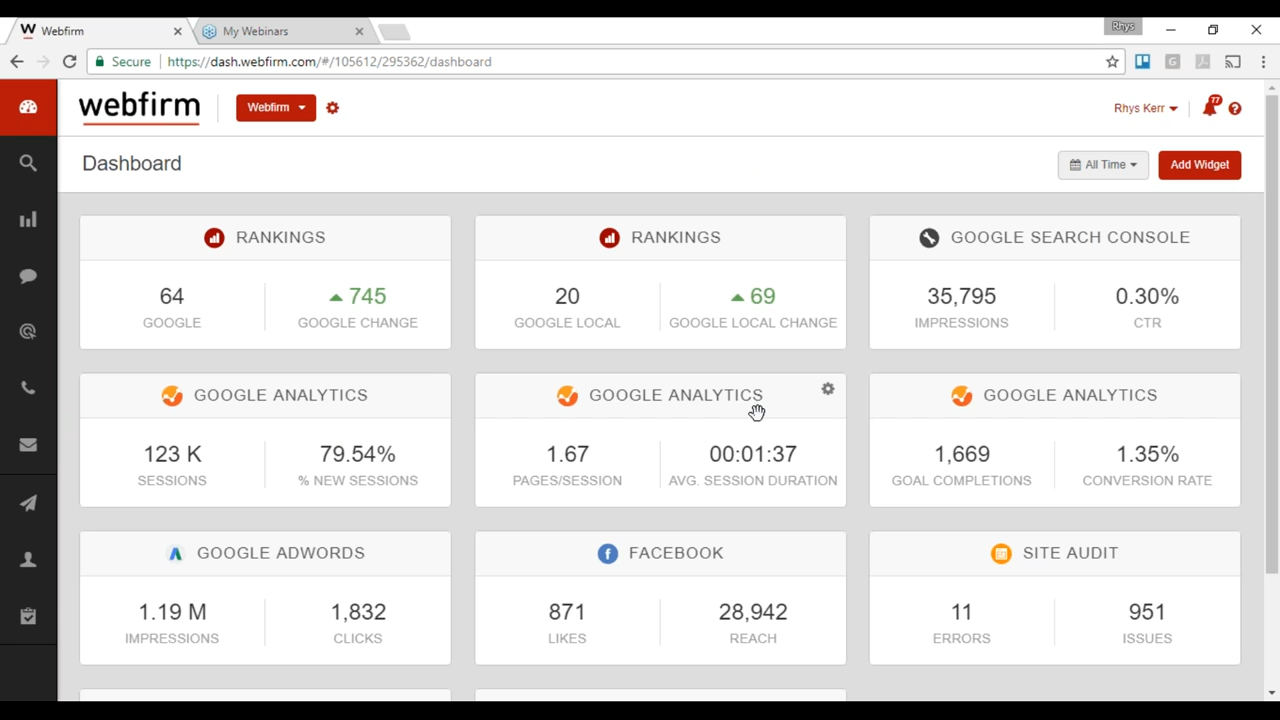 Webfirm
My Webinars
Rhys
Secure
https://dash.webfirm.com/#/105612/295362/dashboard
webfirm
Webfirm
Rhys Kerr
77
Dashboard
All Time
Add Widget
RANKINGS
64
GOOGLE
745
GOOGLE CHANGE
RANKINGS
20
GOOGLE LOCAL
69
GOOGLE LOCAL CHANGE
GOOGLE SEARCH CONSOLE
35,795
IMPRESSIONS
0.30%
CTR
GOOGLE ANALYTICS
123 K
SESSIONS
79.54%
% NEW SESSIONS
GOOGLE ANALYTICS
1.67
PAGES/SESSION
00:01:37
AVG. SESSION DURATION
GOOGLE ANALYTICS
1,669
GOAL COMPLETIONS
1.35%
CONVERSION RATE
GOOGLE ADWORDS
1.19 M
IMPRESSIONS
1,832
CLICKS
FACEBOOK
871
LIKES
28,942
REACH
SITE AUDIT
11
ERRORS
951
ISSUES